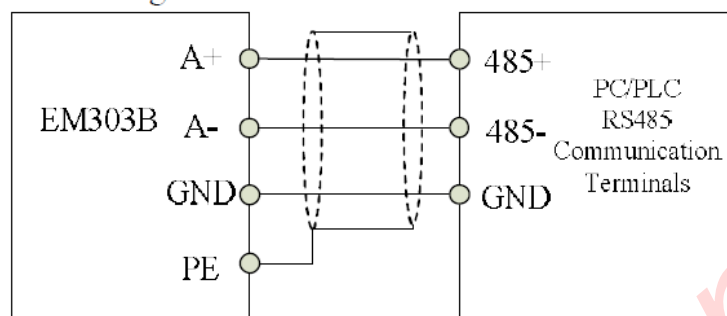 A+
485+
EM303B
A-
485-
GND
GND
PE
PC/PLC
RS485
Communication
Terminals